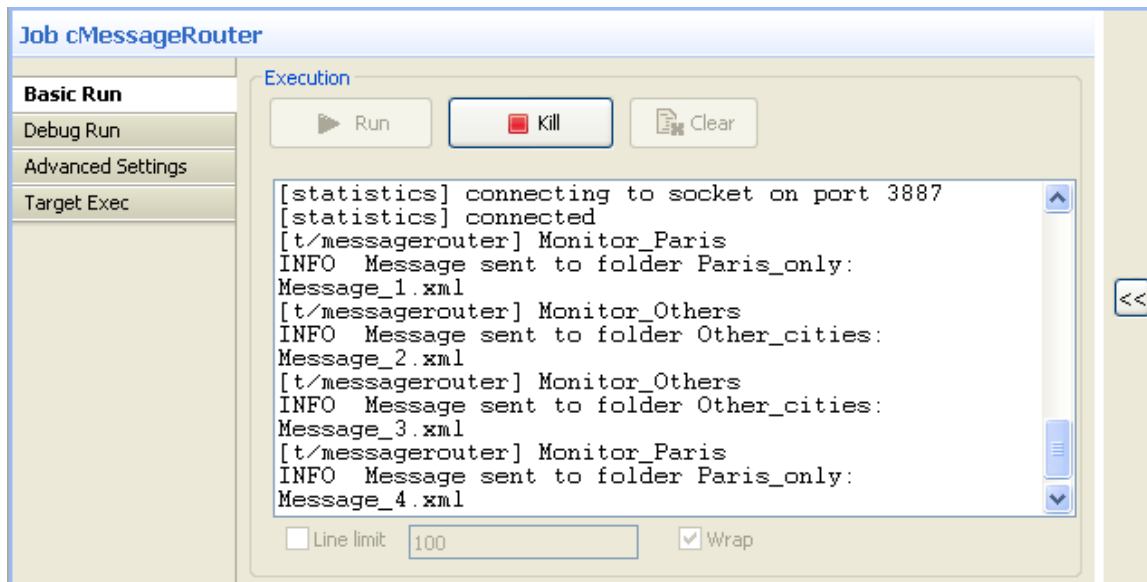 Job cMessageRouter
Basic Run
Debug Run
Advanced Settings
Target Exec
Execution
Run
Kill
Clear
[statistics] connecting to socket on port 3887
[statistics] connected
[t/messagerouter] Monitor_Paris
INFO  Message sent to folder Paris_only:
Message_1.xml
[t/messagerouter] Monitor_Others
INFO  Message sent to folder Other_cities:
Message_2.xml
[t/messagerouter] Monitor_Others
INFO  Message sent to folder Other_cities:
Message_3.xml
[t/messagerouter] Monitor_Paris
INFO  Message sent to folder Paris_only:
Message_4.xml
Line limit 100 Wrap
<<